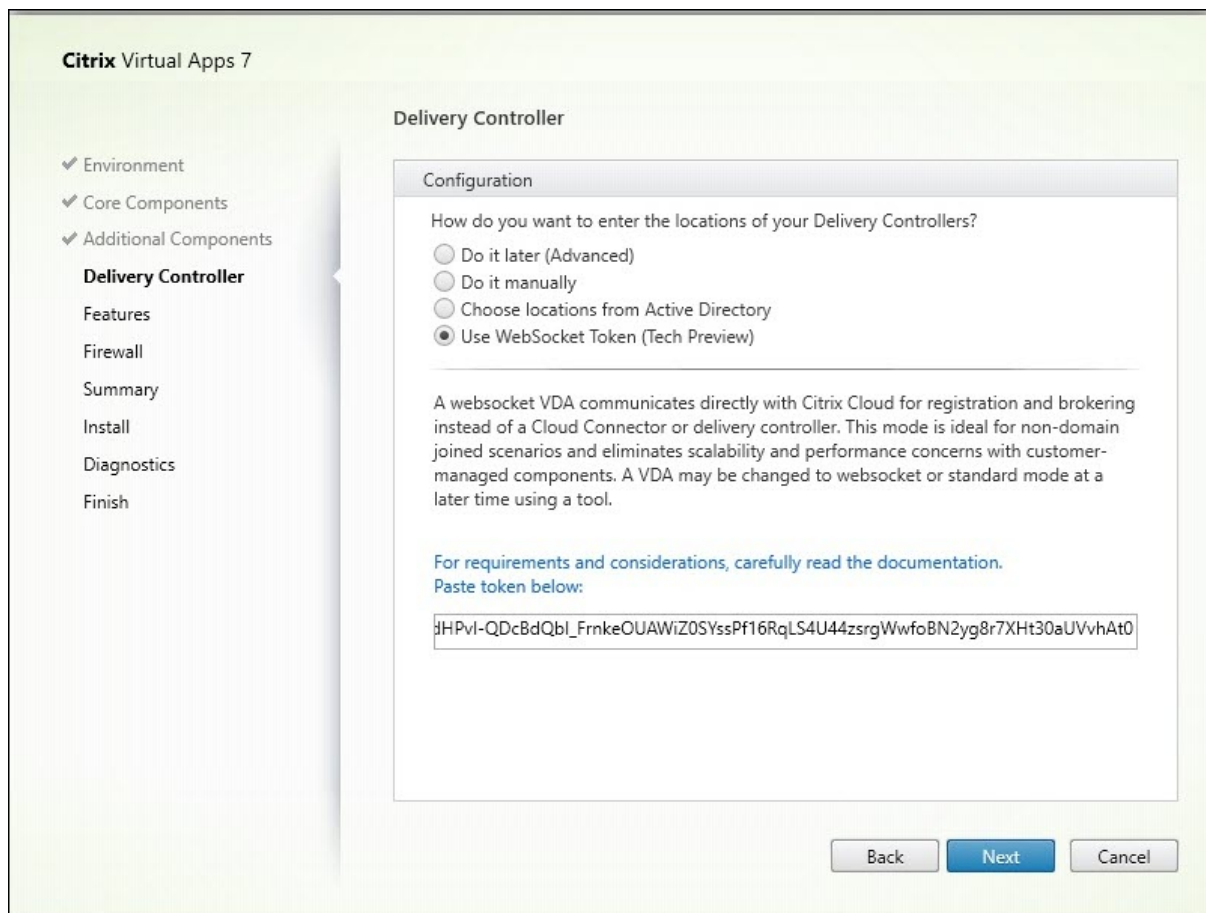 Citrix Virtual Apps 7
Delivery Controller
Environment
Core Components
Additional Components
Delivery Controller
Features
Firewall
Summary
Install
Diagnostics
Finish
Configuration
How do you want to enter the locations of your Delivery Controllers?
Do it later (Advanced)
Do it manually
Choose locations from Active Directory
Use WebSocket Token (Tech Preview)
A websocket VDA communicates directly with Citrix Cloud for registration and brokering
instead of a Cloud Connector or delivery controller. This mode is ideal for non-domain
joined scenarios and eliminates scalability and performance concerns with customer-
managed components. A VDA may be changed to websocket or standard mode at a
later time using a tool.
For requirements and considerations, carefully read the documentation.
Paste token below:
dHPvI-QDcBdQbI_FrnkeOUAWiZ0SYssPf16RqLS4U44zsrgWwfoBN2yg8r7XHt30aUVvhAt0
Back
Next
Cancel